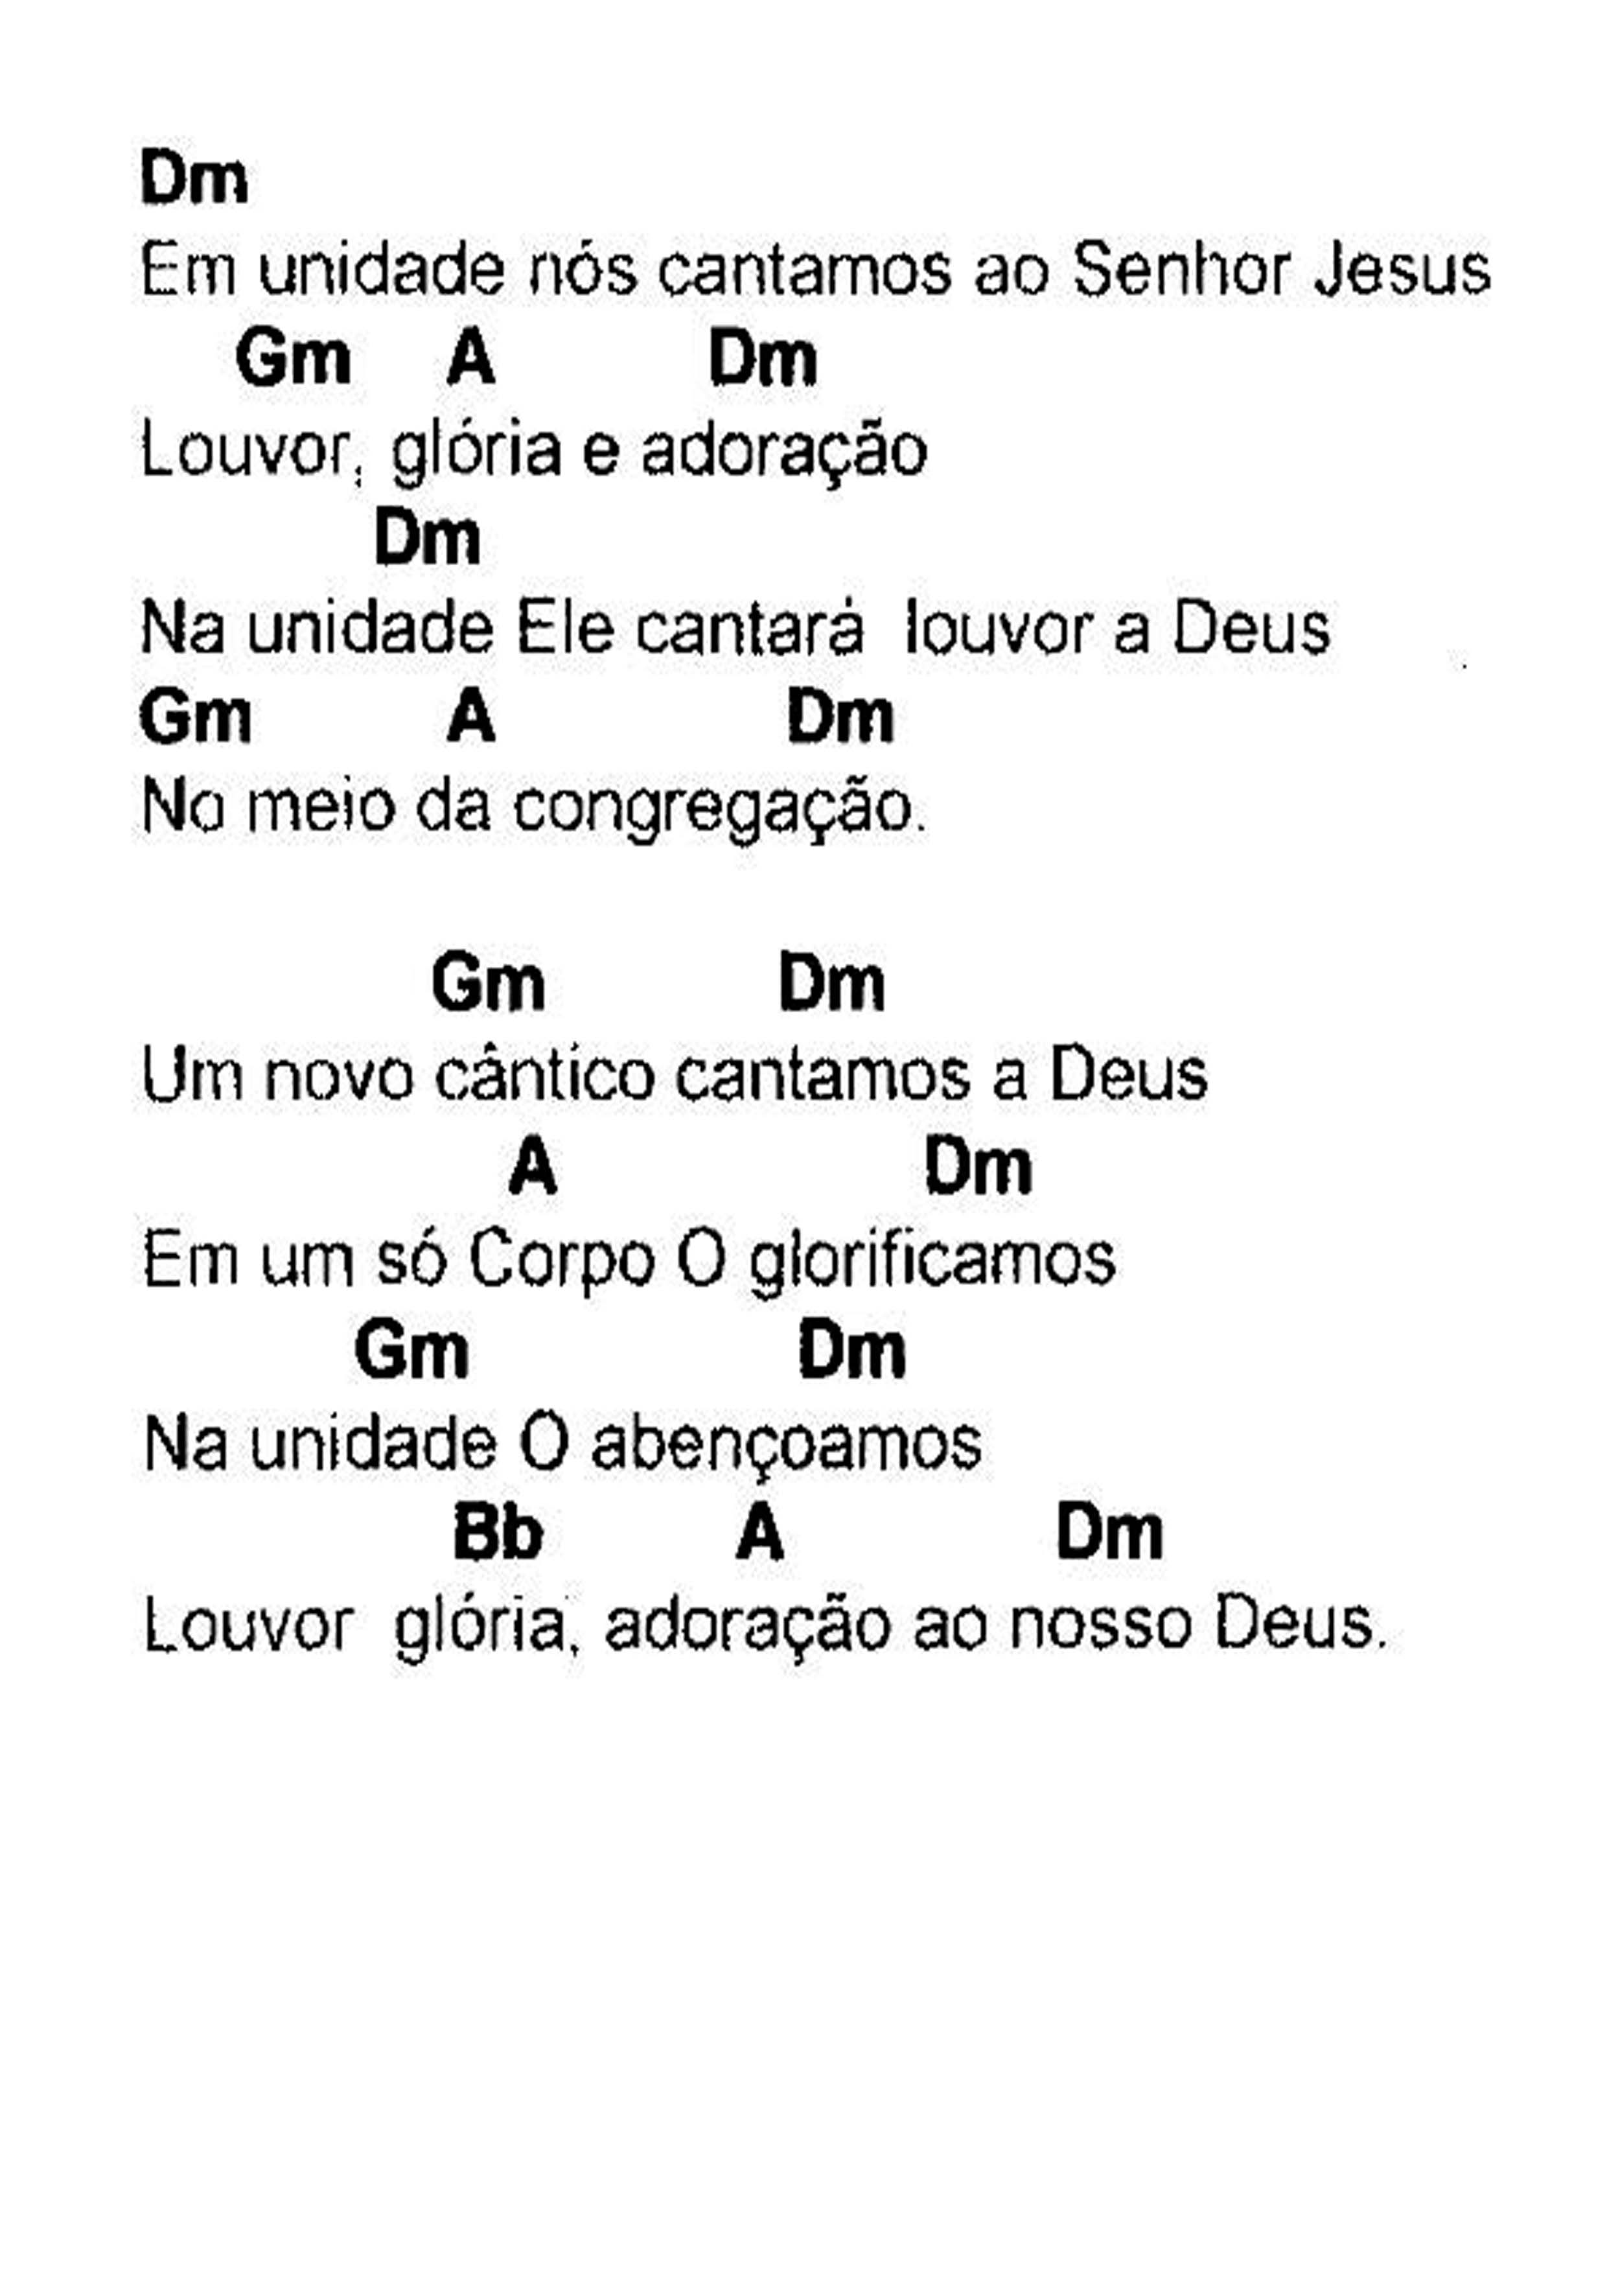 Dm
Em unidade nós cantamos ao Senhor Jesus
Gm A Dm
Louvor, glória e adoração
Dm
Na unidade Ele cantará louvor a Deus
Gm A Dm
No meio da congregação.
Gm Dm
Um novo cântico cantamos a Deus
A Dm
Em um só Corpo O glorificamos
Gm Dm
Na unidade O abençoamos
Bb A Dm
Louvor glória, adoração ao nosso Deus.